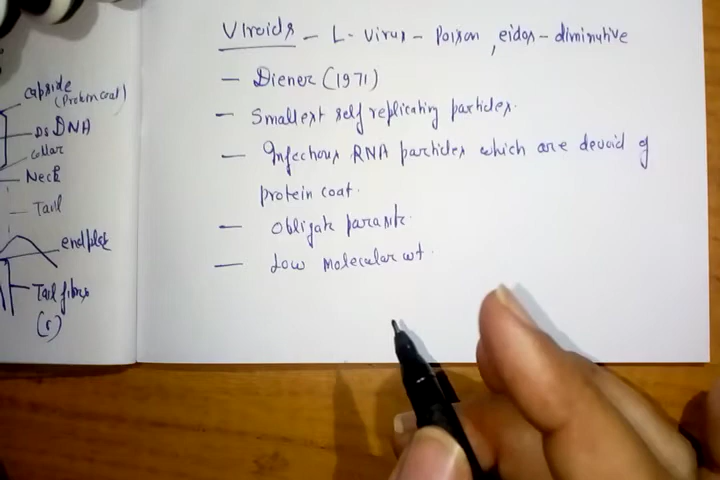 capside
(Protein coat)
DS DNA
collar
Neck
Tail
endplate
Tail fibres
(6)
Viroids - L- Virus - Poison, eidos - diminutive
- Diener (1971)
- Smallest self replicating particles.
- Infectious RNA particles which are devoid of
protein coat.
- Obligate parasite.
- Low molecular wt.